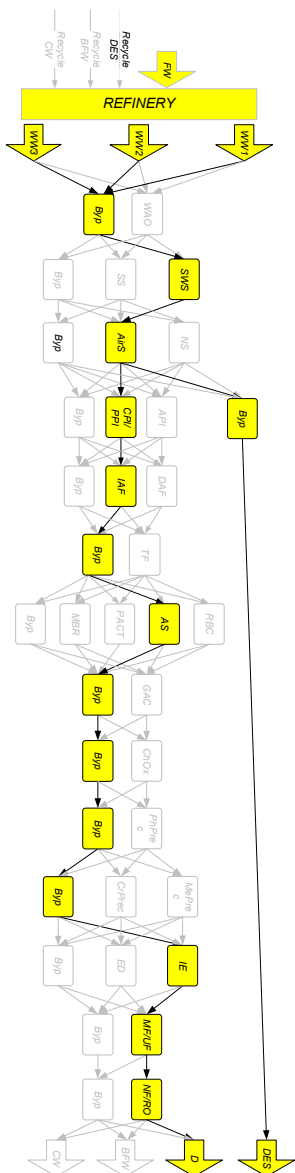 Recycle
CW
Recycle
BFW
Recycle
DES
FW
REFINERY
WW3
WW2
WW1
Byp
WAO
Byp
SS
SWS
Byp
AirS
NS
Byp
CPI/
PPI
API
Byp
Byp
IAF
DAF
Byp
TF
Byp
MBR
PACT
AS
RBC
Byp
GAC
Byp
ChOx
Byp
PhPre
c
Byp
CrPrec
MePre
c
Byp
ED
IE
Byp
MF/UF
Byp
NF/RO
CW
BFW
D
DES